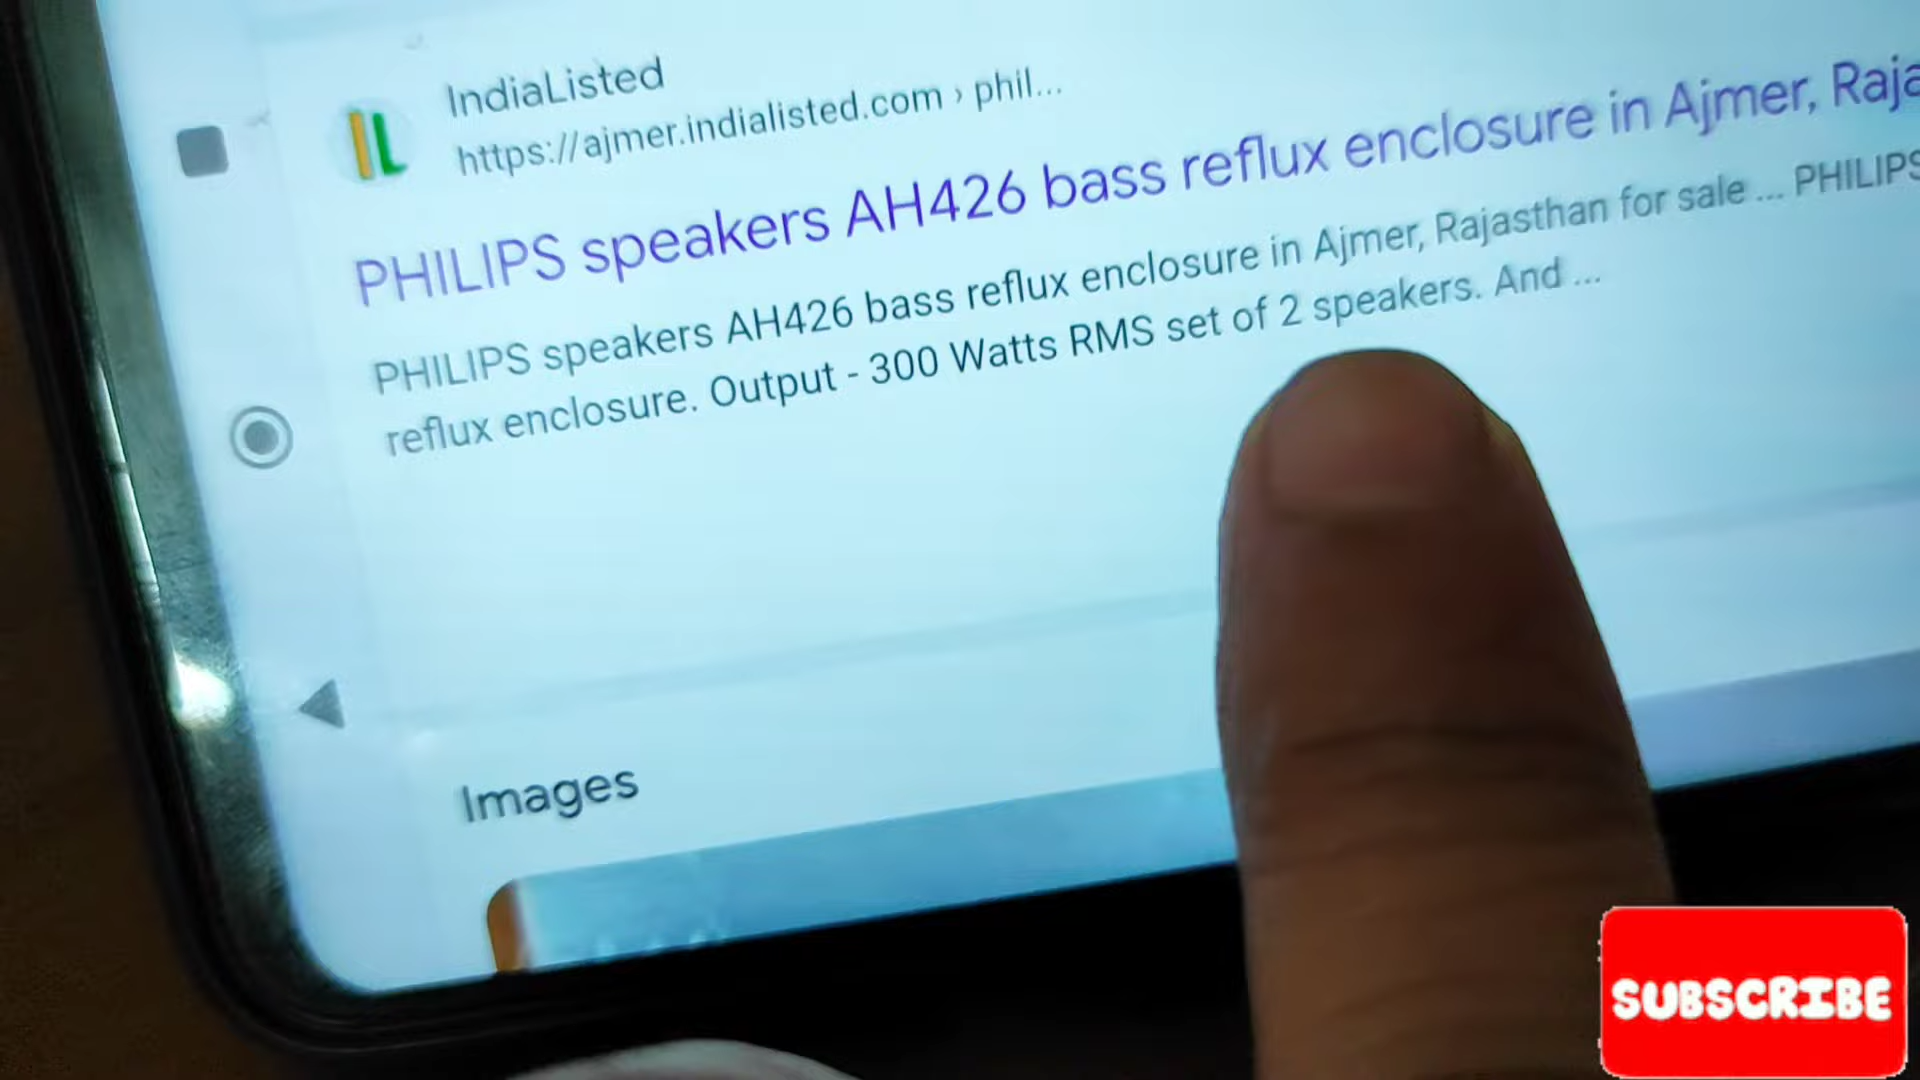 IndiaListed
https://ajmer.indialisted.com › phil...
PHILIPS speakers AH426 bass reflux enclosure in Ajmer,
PHILIPS speakers AH426 bass reflux enclosure in Ajmer, Rajasthan for sale ... PHILIPS
reflux enclosure. Output - 300 Watts RMS set of 2 speakers. And ...
Images
SUBSCRIBE